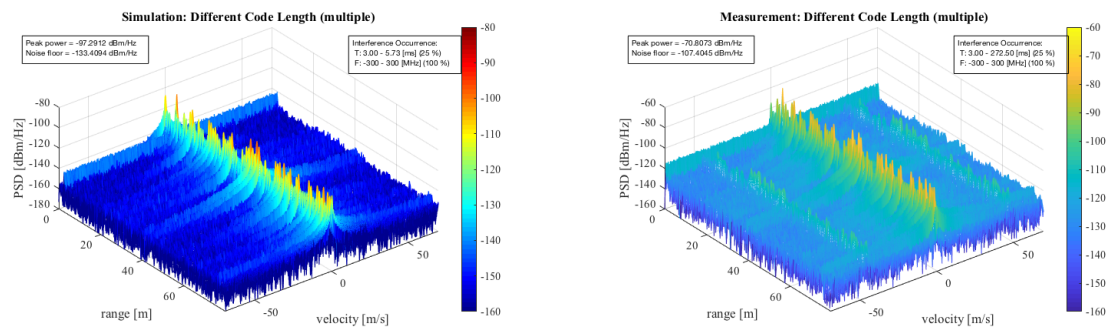 Simulation: Different Code Length (multiple)
Peak power = -97.2912 dBm/Hz
Noise floor = -133.4094 dBm/Hz
Interference Occurrence:
T: 3.00 - 5.73 [ms] (25 %)
F: -300 - 300 [MHz] (100 %)
PSD [dBm/Hz]
-80
-100
-120
-140
-160
-180
0
20
40
60
range [m]
-50
0
50
velocity [m/s]
-80
-90
-100
-110
-120
-130
-140
-150
-160
Measurement: Different Code Length (multiple)
Peak power = -70.8073 dBm/Hz
Noise floor = -107.4045 dBm/Hz
Interference Occurrence:
T: 3.00 - 272.50 [ms] (25 %)
F: -300 - 300 [MHz] (100 %)
PSD [dBm/Hz]
-60
-80
-100
-120
-140
-160
0
20
40
60
range [m]
-50
0
50
velocity [m/s]
-60
-70
-80
-90
-100
-110
-120
-130
-140
-150
-160